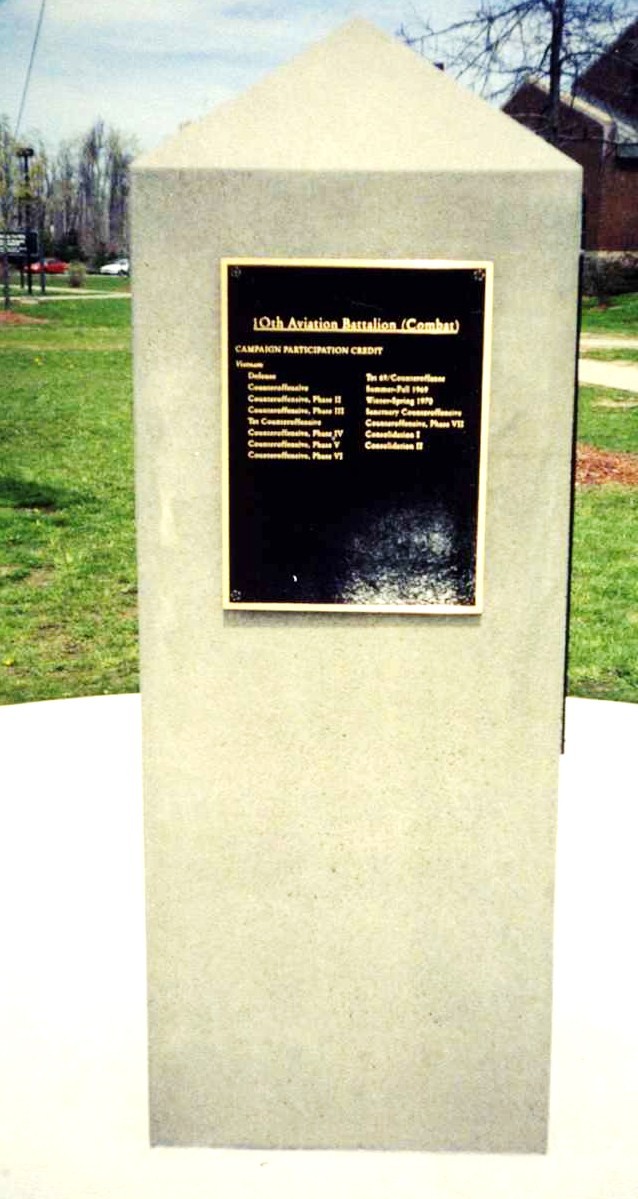 10th Aviation Battalion (Combat)
CAMPAIGN PARTICIPATION CREDIT
Vietnam
Defense
Counteroffensive
Counteroffensive, Phase II
Counteroffensive, Phase III
Tet Counteroffensive
Counteroffensive, Phase IV
Counteroffensive, Phase V
Counteroffensive, Phase VI
Tet 69/Counteroffense
Summer-Fall 1969
Winter-Spring 1970
Sanctuary Counteroffensive
Counteroffensive, Phase VII
Consolidation I
Consolidation II